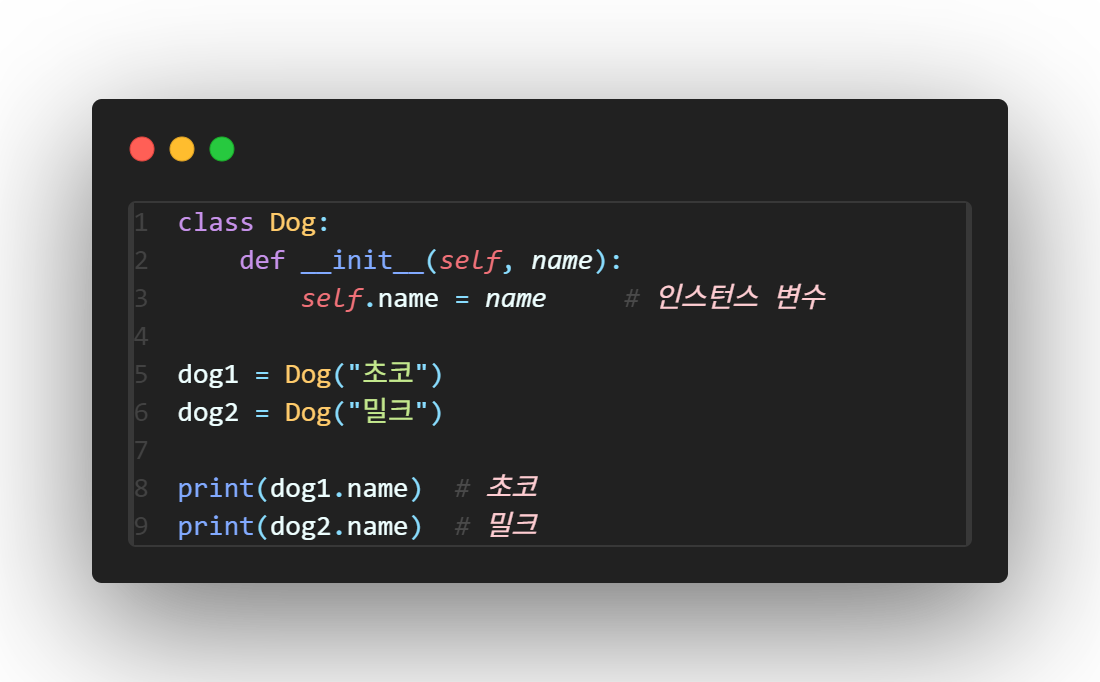 1 class Dog:
2     def __init__(self, name):
3         self.name = name     # 인스턴스 변수
4
5 dog1 = Dog("초코")
6 dog2 = Dog("밀크")
7
8 print(dog1.name)  # 초코
9 print(dog2.name)  # 밀크